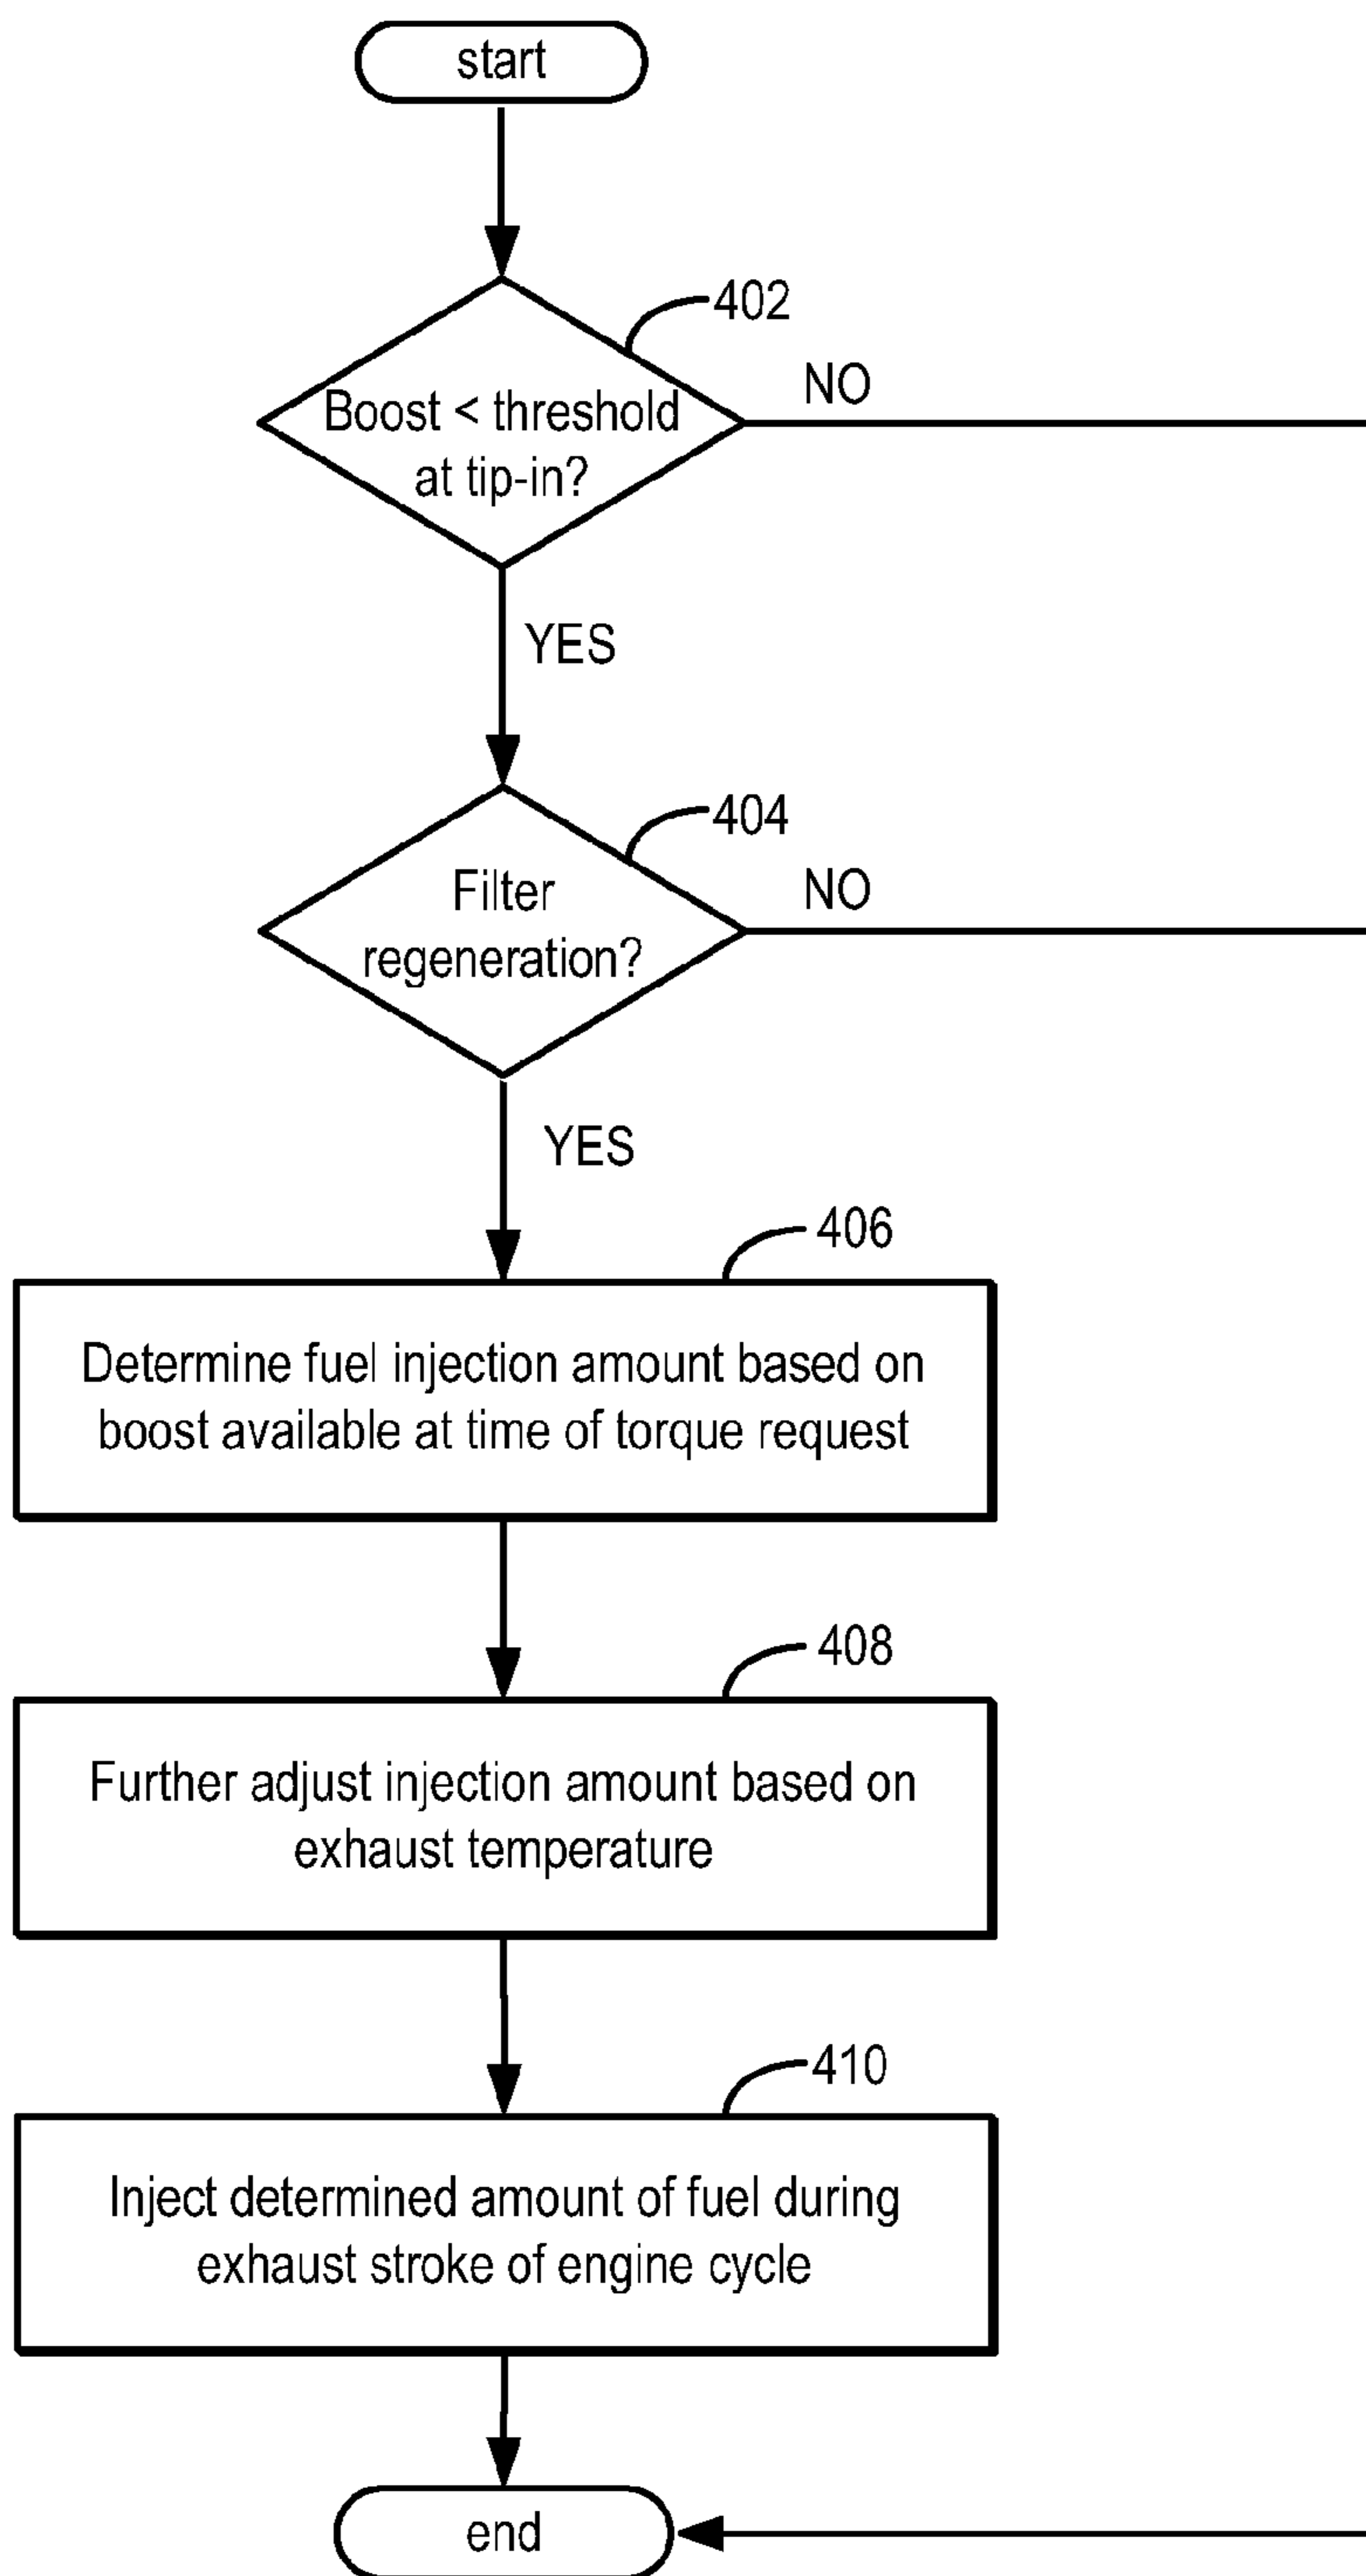 start
402
Boost < threshold
at tip-in?
NO
YES
404
Filter
regeneration?
NO
YES
406
Determine fuel injection amount based on
boost available at time of torque request
408
Further adjust injection amount based on
exhaust temperature
410
Inject determined amount of fuel during
exhaust stroke of engine cycle
end